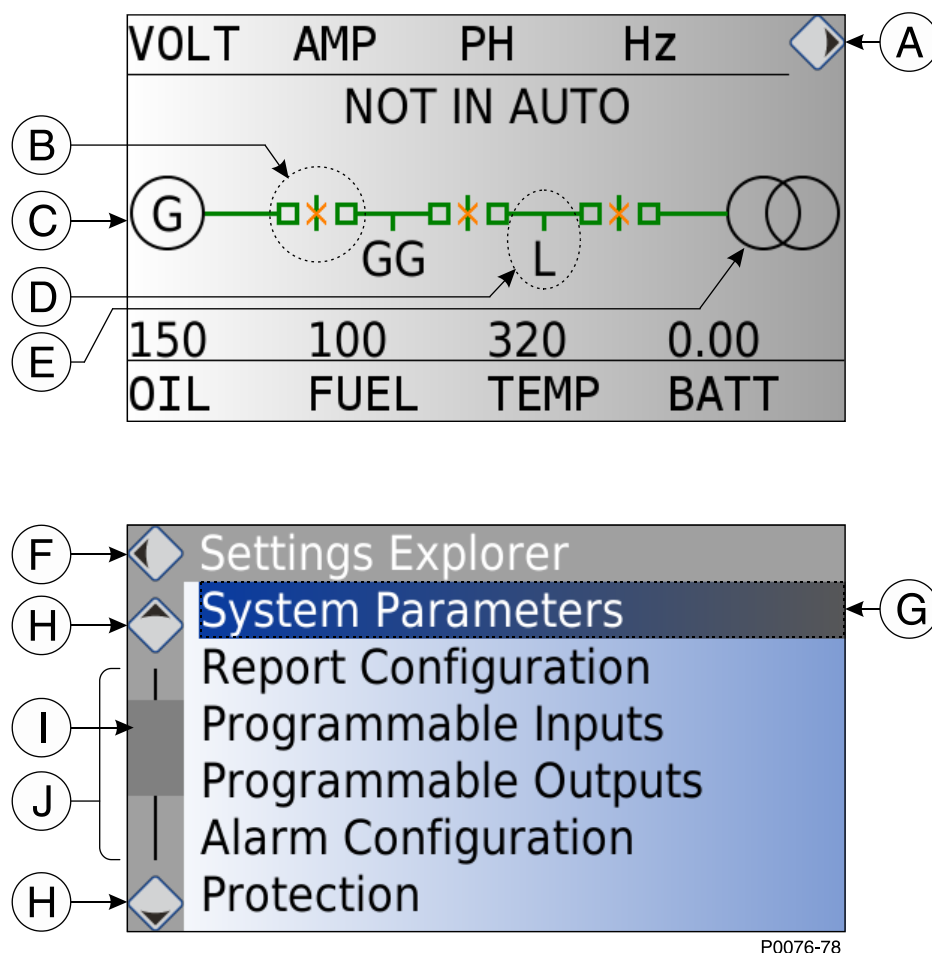 VOLT AMP PH Hz
A
NOT IN AUTO
B
C
G
GG
L
D
E
150 100 320 0.00
OIL FUEL TEMP BATT
F
Settings Explorer
H
System Parameters
G
Report Configuration
I
Programmable Inputs
J
Programmable Outputs
Alarm Configuration
H
Protection
P0076-78